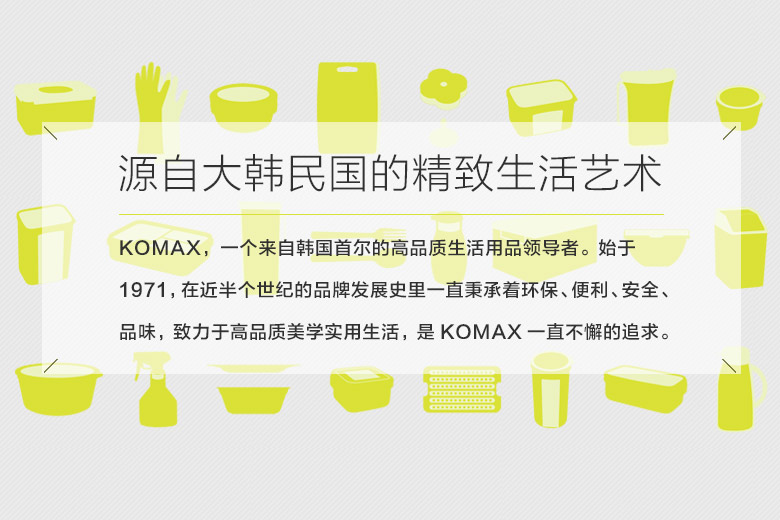 源自大韩民国的精致生活艺术
KOMAX，一个来自韩国首尔的高品质生活用品领导者。始于
1971，在近半个世纪的品牌发展史里一直秉承着环保、便利、安全、
品味，致力于高品质美学实用生活，是 KOMAX 一直不懈的追求。